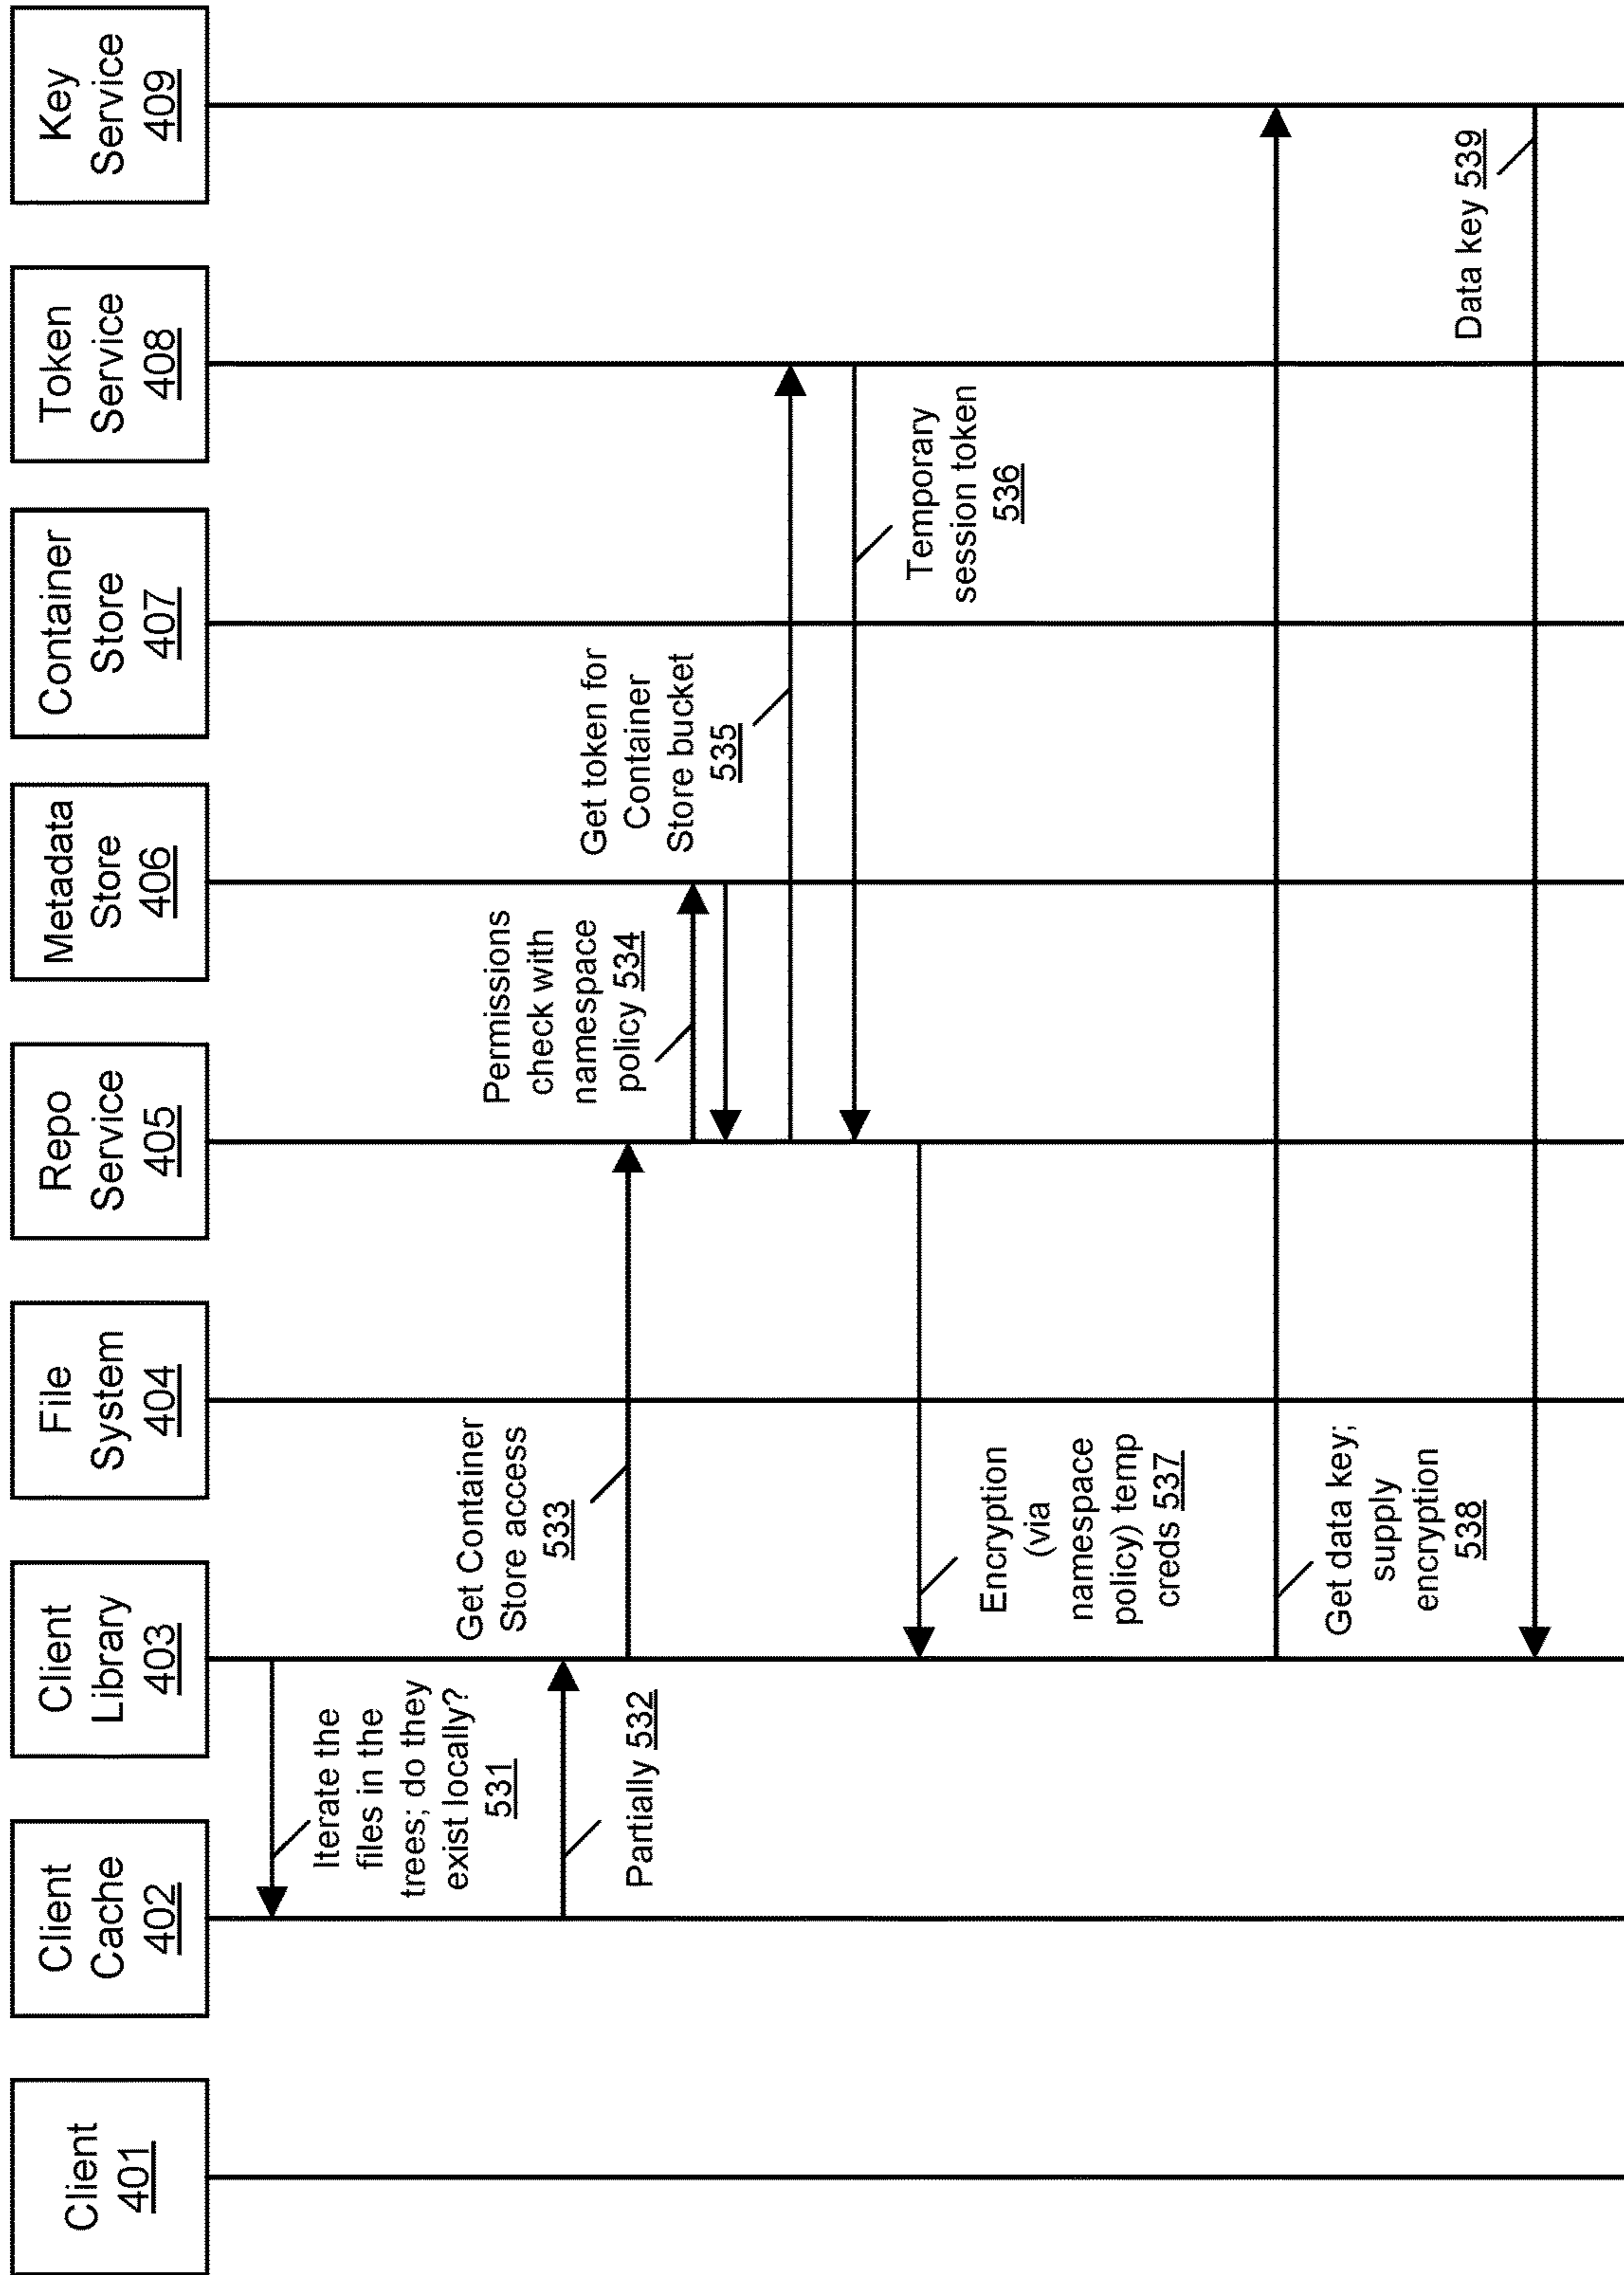 Client
401
Client
Cache
402
Client
Library
403
File
System
404
Repo
Service
405
Metadata
Store
406
Container
Store
407
Token
Service
408
Key
Service
409
Iterate the
files in the
trees; do they
exist locally?
531
Partially 532
Get Container
Store access
533
Permissions
check with
namespace
policy 534
Get token for
Container
Store bucket
535
Temporary
session token
536
Encryption
(via
namespace
policy) temp
creds 537
Get data key;
supply
encryption
538
Data key 539